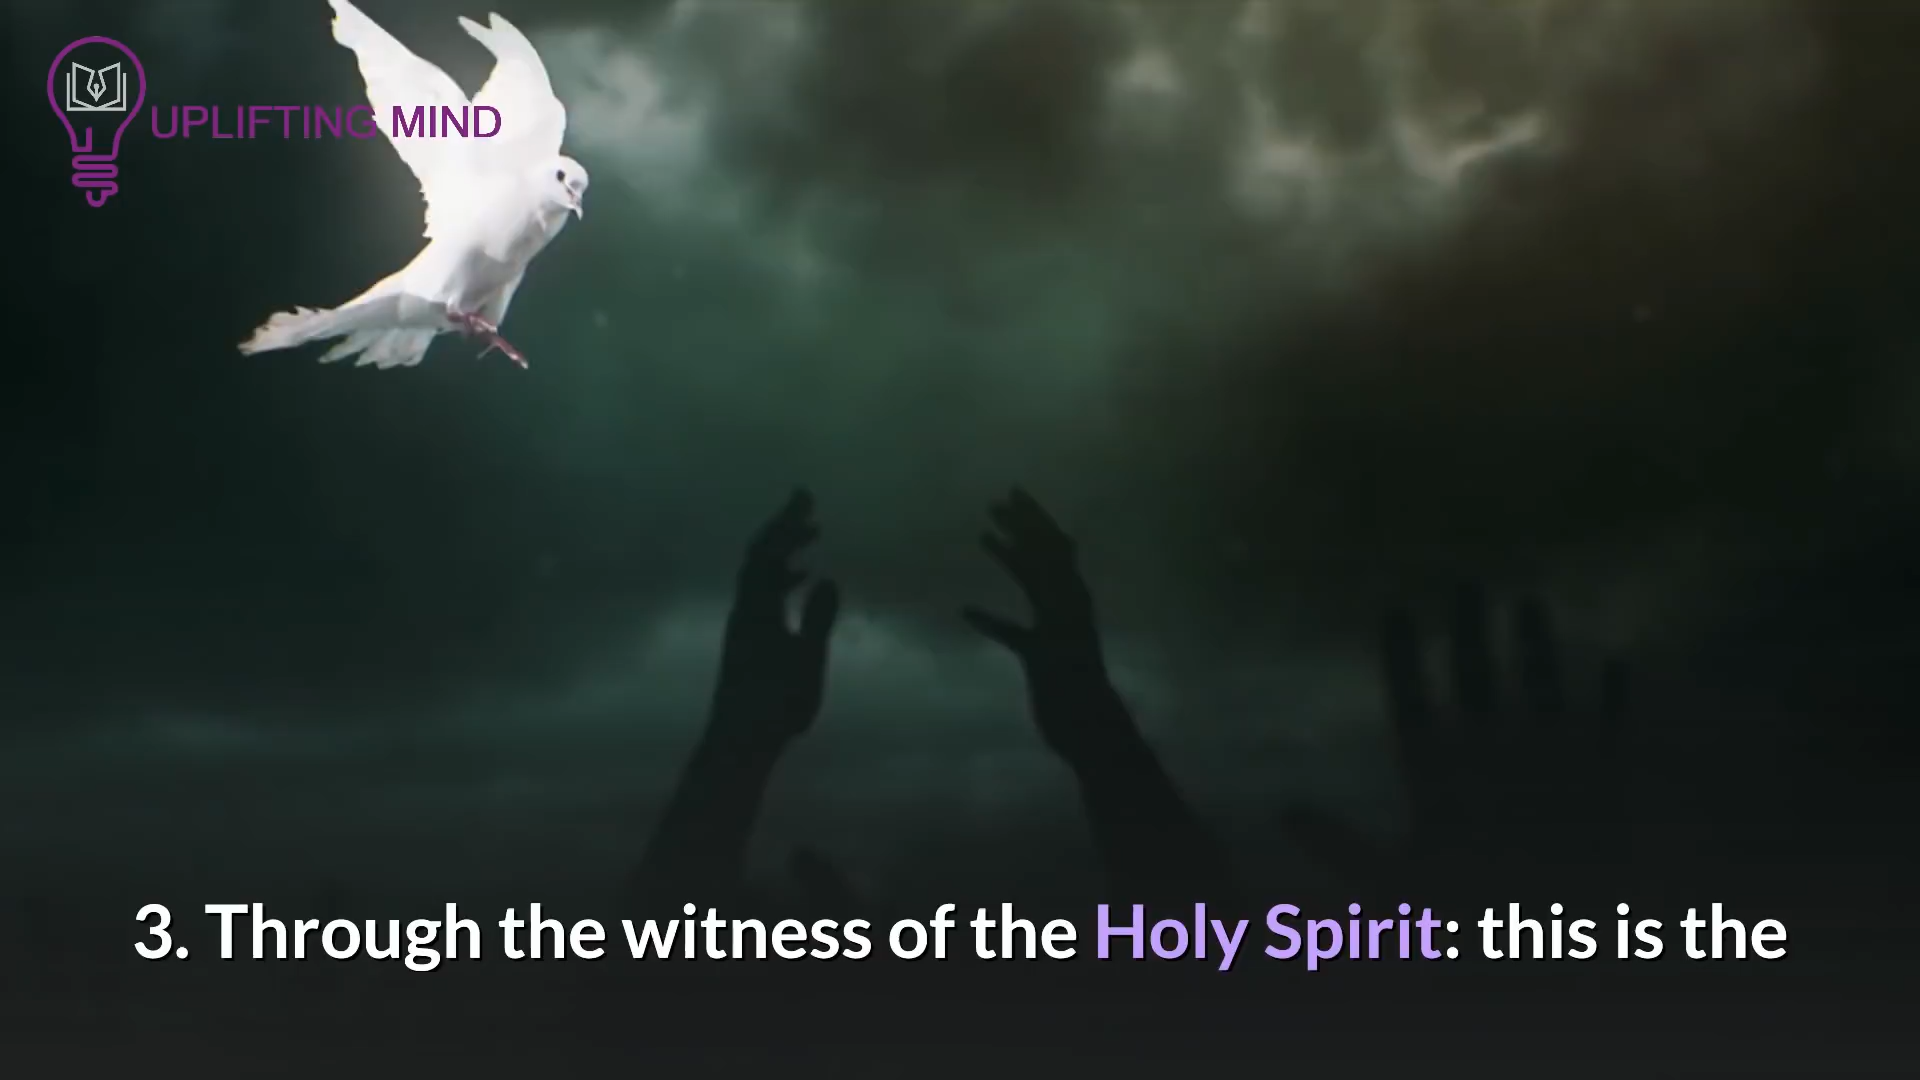 UPLIFTING MIND
3. Through the witness of the Holy Spirit: this is the